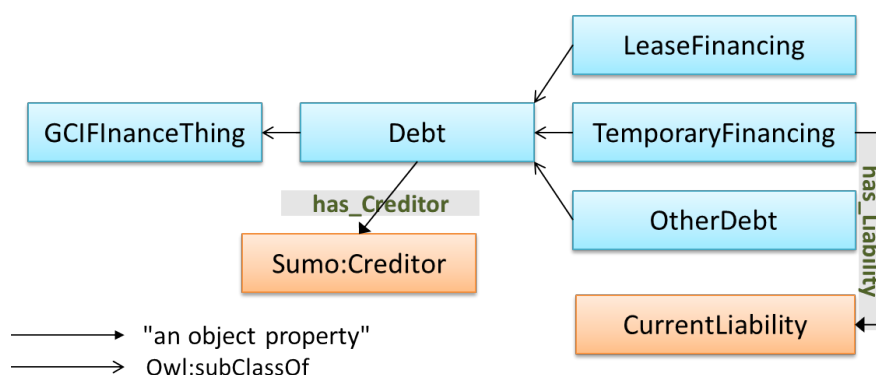 LeaseFinancing
GCIFInanceThing
Debt
TemporaryFinancing
has_Creditor
has_Liability
OtherDebt
Sumo:Creditor
CurrentLiability
"an object property"
Owl:subClassOf